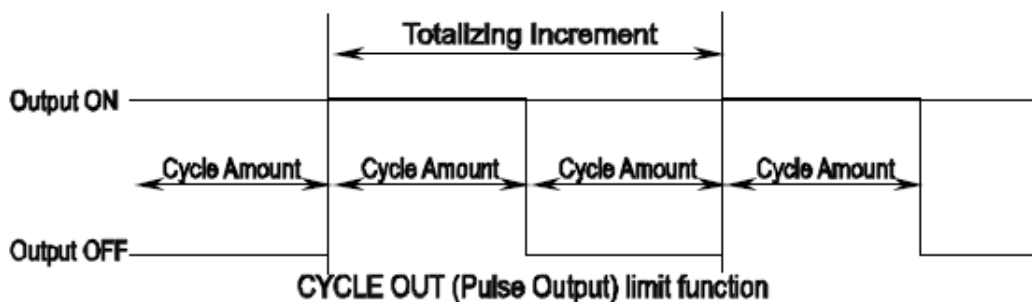 Totalizing Increment
Output ON
Cycle Amount Cycle Amount Cycle Amount Cycle Amount
Output OFF
CYCLE OUT (Pulse Output) limit function